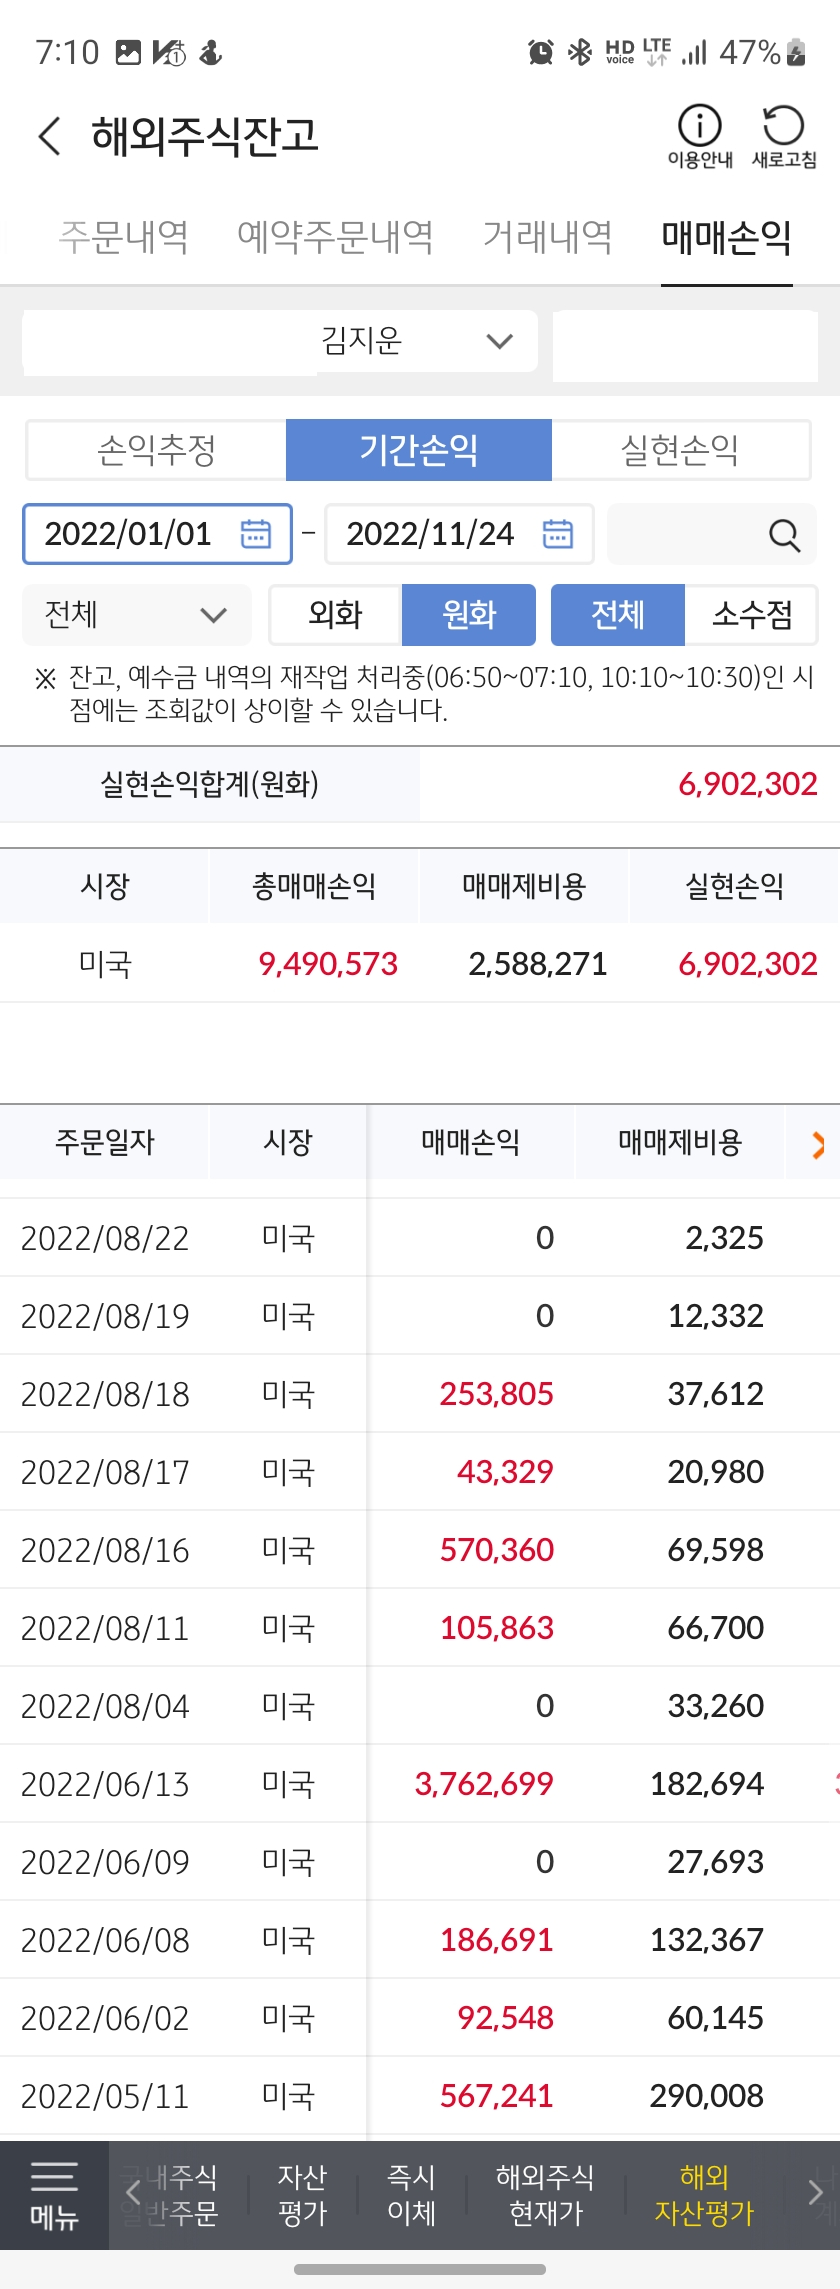 7:10 HD voice LTE 47%
해외주식잔고
이용안내 새로고침
주문내역 예약주문내역 거래내역 매매손익
김지운
손익추정 기간손익 실현손익
2022/01/01 – 2022/11/24
전체 외화 원화 전체 소수점
※ 잔고, 예수금 내역의 재작업 처리중(06:50~07:10, 10:10~10:30)인 시
점에는 조회값이 상이할 수 있습니다.
실현손익합계(원화) 6,902,302
시장 총매매손익 매매제비용 실현손익
미국 9,490,573 2,588,271 6,902,302
주문일자 시장 매매손익 매매제비용
2022/08/22 미국 0 2,325
2022/08/19 미국 0 12,332
2022/08/18 미국 253,805 37,612
2022/08/17 미국 43,329 20,980
2022/08/16 미국 570,360 69,598
2022/08/11 미국 105,863 66,700
2022/08/04 미국 0 33,260
2022/06/13 미국 3,762,699 182,694
2022/06/09 미국 0 27,693
2022/06/08 미국 186,691 132,367
2022/06/02 미국 92,548 60,145
2022/05/11 미국 567,241 290,008
메뉴
국내주식 자산 즉시 해외주식 해외
일반주문 평가 이체 현재가 자산평가